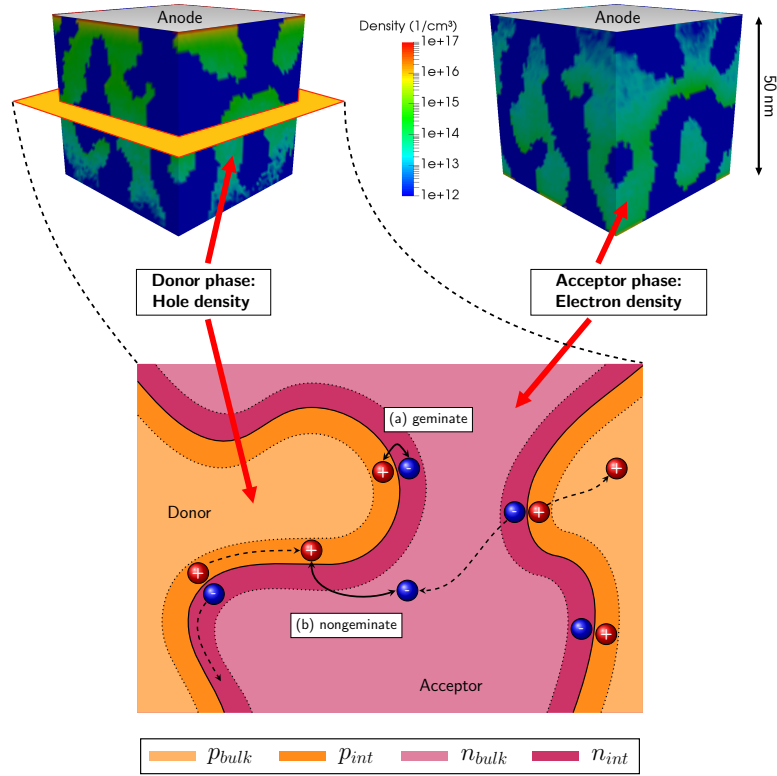 Anode
Density (1/cm³)
1e+17
1e+16
1e+15
1e+14
1e+13
1e+12
Anode
50 nm
Donor phase:
Hole density
Acceptor phase:
Electron density
(a) geminate
+
-
+
Donor
-
+
+
+
-
-
(b) nongeminate
-
+
Acceptor
p_bulk
p_int
n_bulk
n_int